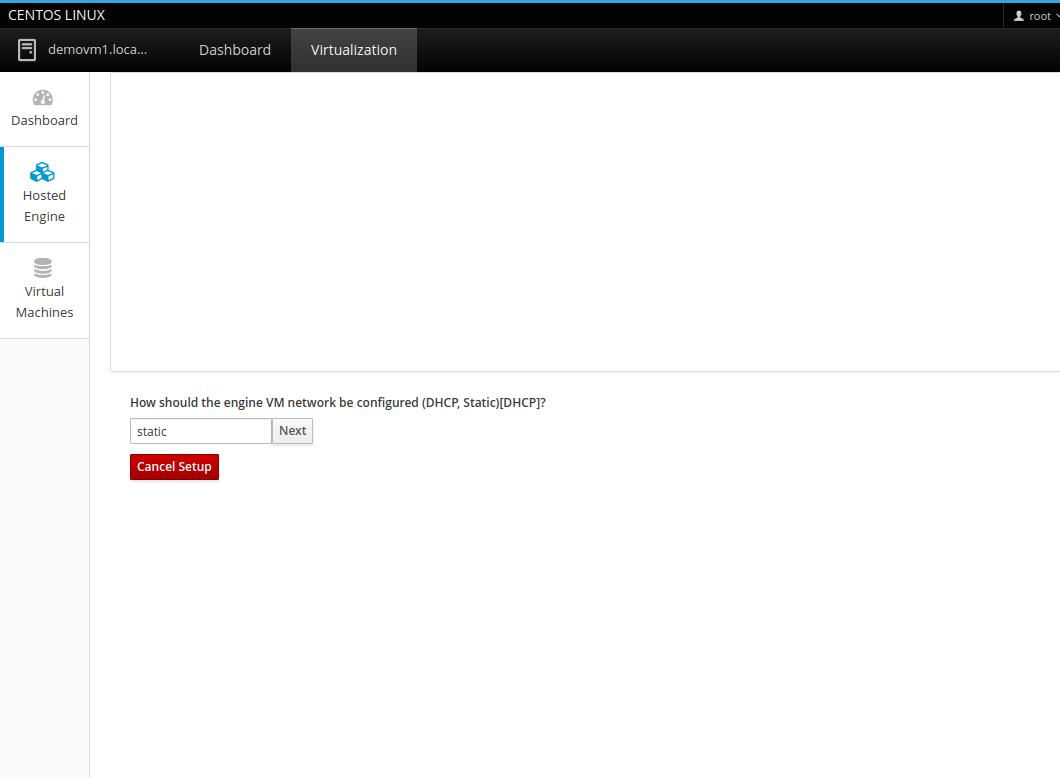 CENTOS LINUX
root
demovm1.loca...
Dashboard
Virtualization
Dashboard
Hosted
Engine
Virtual
Machines
How should the engine VM network be configured (DHCP, Static)[DHCP]?
static
Next
Cancel Setup